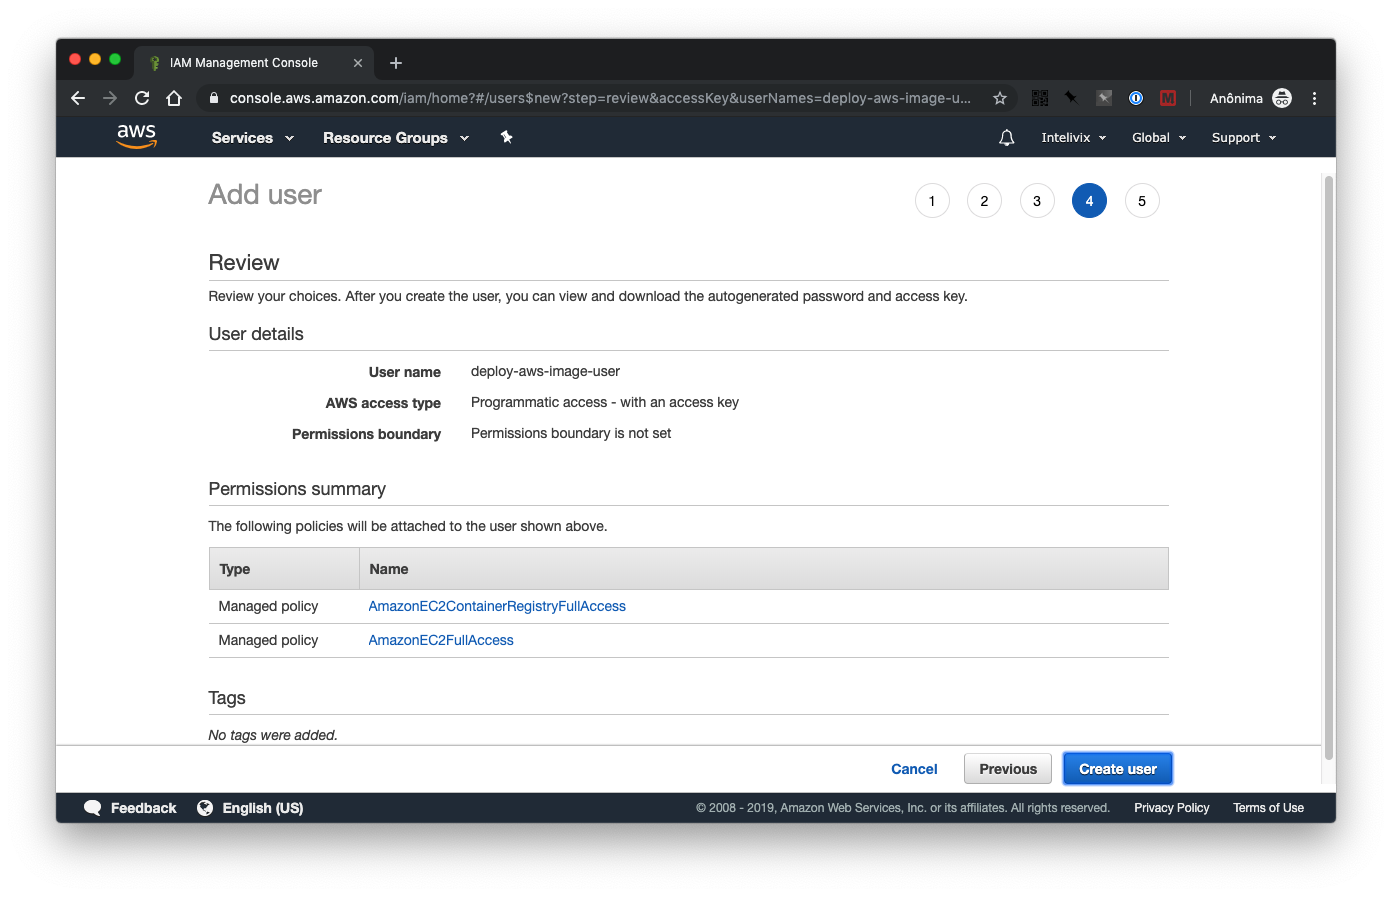 IAM Management Console
console.aws.amazon.com/iam/home?#/users$new?step=review&accessKey&userNames=deploy-aws-image-u...
Anônima
aws
Services
Resource Groups
Intelivix
Global
Support
Add user
1 2 3 4 5
Review
Review your choices. After you create the user, you can view and download the autogenerated password and access key.
User details
User name deploy-aws-image-user
AWS access type Programmatic access - with an access key
Permissions boundary Permissions boundary is not set
Permissions summary
The following policies will be attached to the user shown above.
Type Name
Managed policy AmazonEC2ContainerRegistryFullAccess
Managed policy AmazonEC2FullAccess
Tags
No tags were added.
Cancel Previous Create user
Feedback English (US) © 2008 - 2019, Amazon Web Services, Inc. or its affiliates. All rights reserved. Privacy Policy Terms of Use